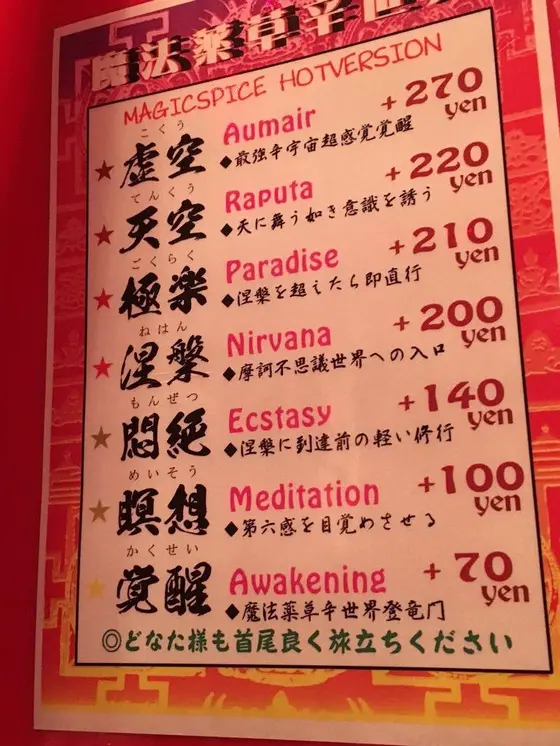 魔法薬草辛
MAGICSPICE HOTVERSION
こくう
★虚空 Aumair +270 yen
◆最強辛宇宙超感覚覚醒
てんくう
★天空 Raputa +220 yen
◆天に舞う如き意識を誘う
ごくらく
★極楽 Paradise +210 yen
◆涅槃を超えたら即直行
ねはん
★涅槃 Nirvana +200 yen
◆摩訶不思議世界への入口
もんぜつ
★悶絶 Ecstasy +140 yen
◆涅槃に到達前の軽い修行
めいそう
★瞑想 Meditation +100 yen
◆第六感を目覚めさせる
かくせい
★覚醒 Awakening +70 yen
◆魔法薬草辛世界登竜門
◎どなた様も首尾良く旅立ちください